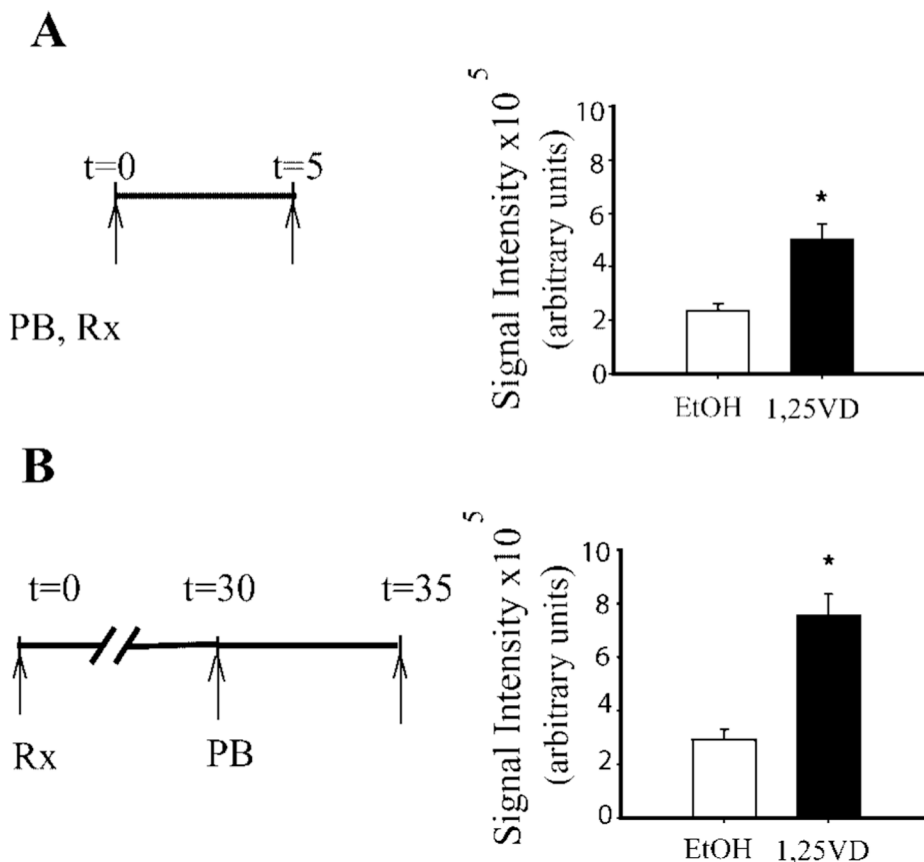 A
t=0 t=5
PB, Rx
Signal Intensity x10 5
(arbitrary units)
10
8
6
4
2
0
*
EtOH 1,25VD
B
t=0 t=30 t=35
Rx PB
Signal Intensity x10 5
(arbitrary units)
10
8
6
4
2
0
*
EtOH 1,25VD